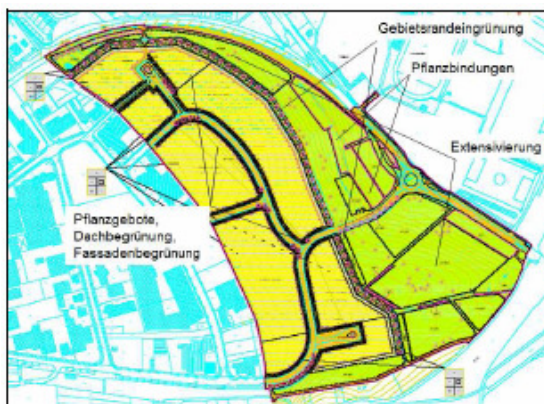 Gebietsrandeingrünung
Pflanzbindungen
Extensivierung
Pflanzgebote,
Dachbegrünung,
Fassadenbegrünung